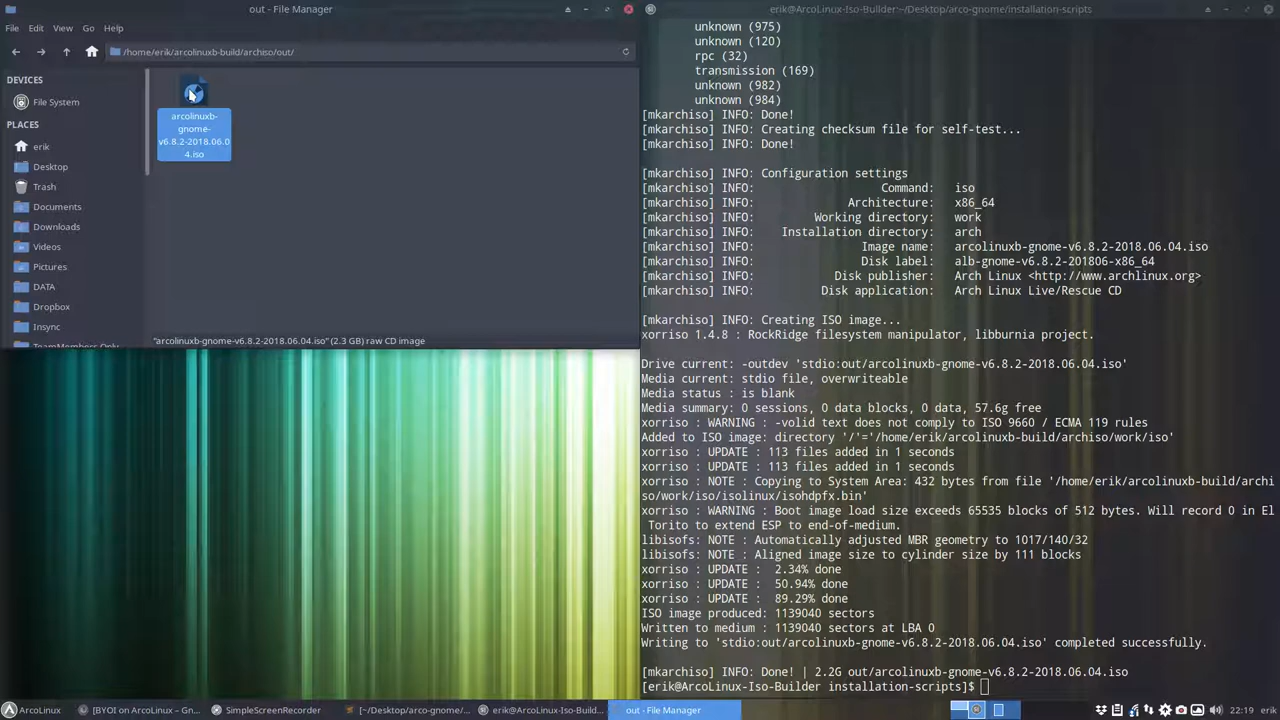 out - File Manager
File Edit View Go Help
/home/erik/arcolinuxb-build/archiso/out/
DEVICES
File System
PLACES
erik
Desktop
Trash
Documents
Downloads
Videos
Pictures
DATA
Dropbox
Insync
TeamMembers Only
arcolinuxb-
gnome-
v6.8.2-2018.06.0
4.iso
"arcolinuxb-gnome-v6.8.2-2018.06.04.iso" (2.3 GB) raw CD image
erik@ArcoLinux-Iso-Builder:~/Desktop/arco-gnome/installation-scripts
unknown (975)
unknown (120)
rpc (32)
transmission (169)
unknown (982)
unknown (984)
[mkarchiso] INFO: Done!
[mkarchiso] INFO: Creating checksum file for self-test...
[mkarchiso] INFO: Done!
[mkarchiso] INFO: Configuration settings
[mkarchiso] INFO: Command: iso
[mkarchiso] INFO: Architecture: x86_64
[mkarchiso] INFO: Working directory: work
[mkarchiso] INFO: Installation directory: arch
[mkarchiso] INFO: Image name: arcolinuxb-gnome-v6.8.2-2018.06.04.iso
[mkarchiso] INFO: Disk label: alb-gnome-v6.8.2-201806-x86_64
[mkarchiso] INFO: Disk publisher: Arch Linux <http://www.archlinux.org>
[mkarchiso] INFO: Disk application: Arch Linux Live/Rescue CD
[mkarchiso] INFO: Creating ISO image...
xorriso 1.4.8 : RockRidge filesystem manipulator, libburnia project.
Drive current: -outdev 'stdio:out/arcolinuxb-gnome-v6.8.2-2018.06.04.iso'
Media current: stdio file, overwriteable
Media status : is blank
Media summary: 0 sessions, 0 data blocks, 0 data, 57.6g free
xorriso : WARNING : -volid text does not comply to ISO 9660 / ECMA 119 rules
Added to ISO image: directory '/'='/home/erik/arcolinuxb-build/archiso/work/iso'
xorriso : UPDATE : 113 files added in 1 seconds
xorriso : UPDATE : 113 files added in 1 seconds
xorriso : NOTE : Copying to System Area: 432 bytes from file '/home/erik/arcolinuxb-build/archi
so/work/iso/isolinux/isohdpfx.bin'
xorriso : WARNING : Boot image load size exceeds 65535 blocks of 512 bytes. Will record 0 in El
Torito to extend ESP to end-of-medium.
libisofs: NOTE : Automatically adjusted MBR geometry to 1017/140/32
libisofs: NOTE : Aligned image size to cylinder size by 111 blocks
xorriso : UPDATE : 2.34% done
xorriso : UPDATE : 50.94% done
xorriso : UPDATE : 89.29% done
ISO image produced: 1139040 sectors
Written to medium : 1139040 sectors at LBA 0
Writing to 'stdio:out/arcolinuxb-gnome-v6.8.2-2018.06.04.iso' completed successfully.
[mkarchiso] INFO: Done! | 2.2G out/arcolinuxb-gnome-v6.8.2-2018.06.04.iso
[erik@ArcoLinux-Iso-Builder installation-scripts]$
ArcoLinux [BYOI on ArcoLinux – Gn... SimpleScreenRecorder [~/Desktop/arco-gnome/... erik@ArcoLinux-Iso-Build... out - File Manager 22:19 erik